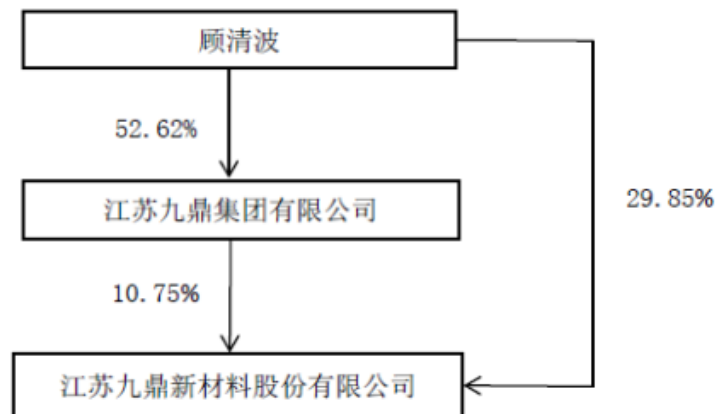 顾清波
52.62%
江苏九鼎集团有限公司
29.85%
10.75%
江苏九鼎新材料股份有限公司